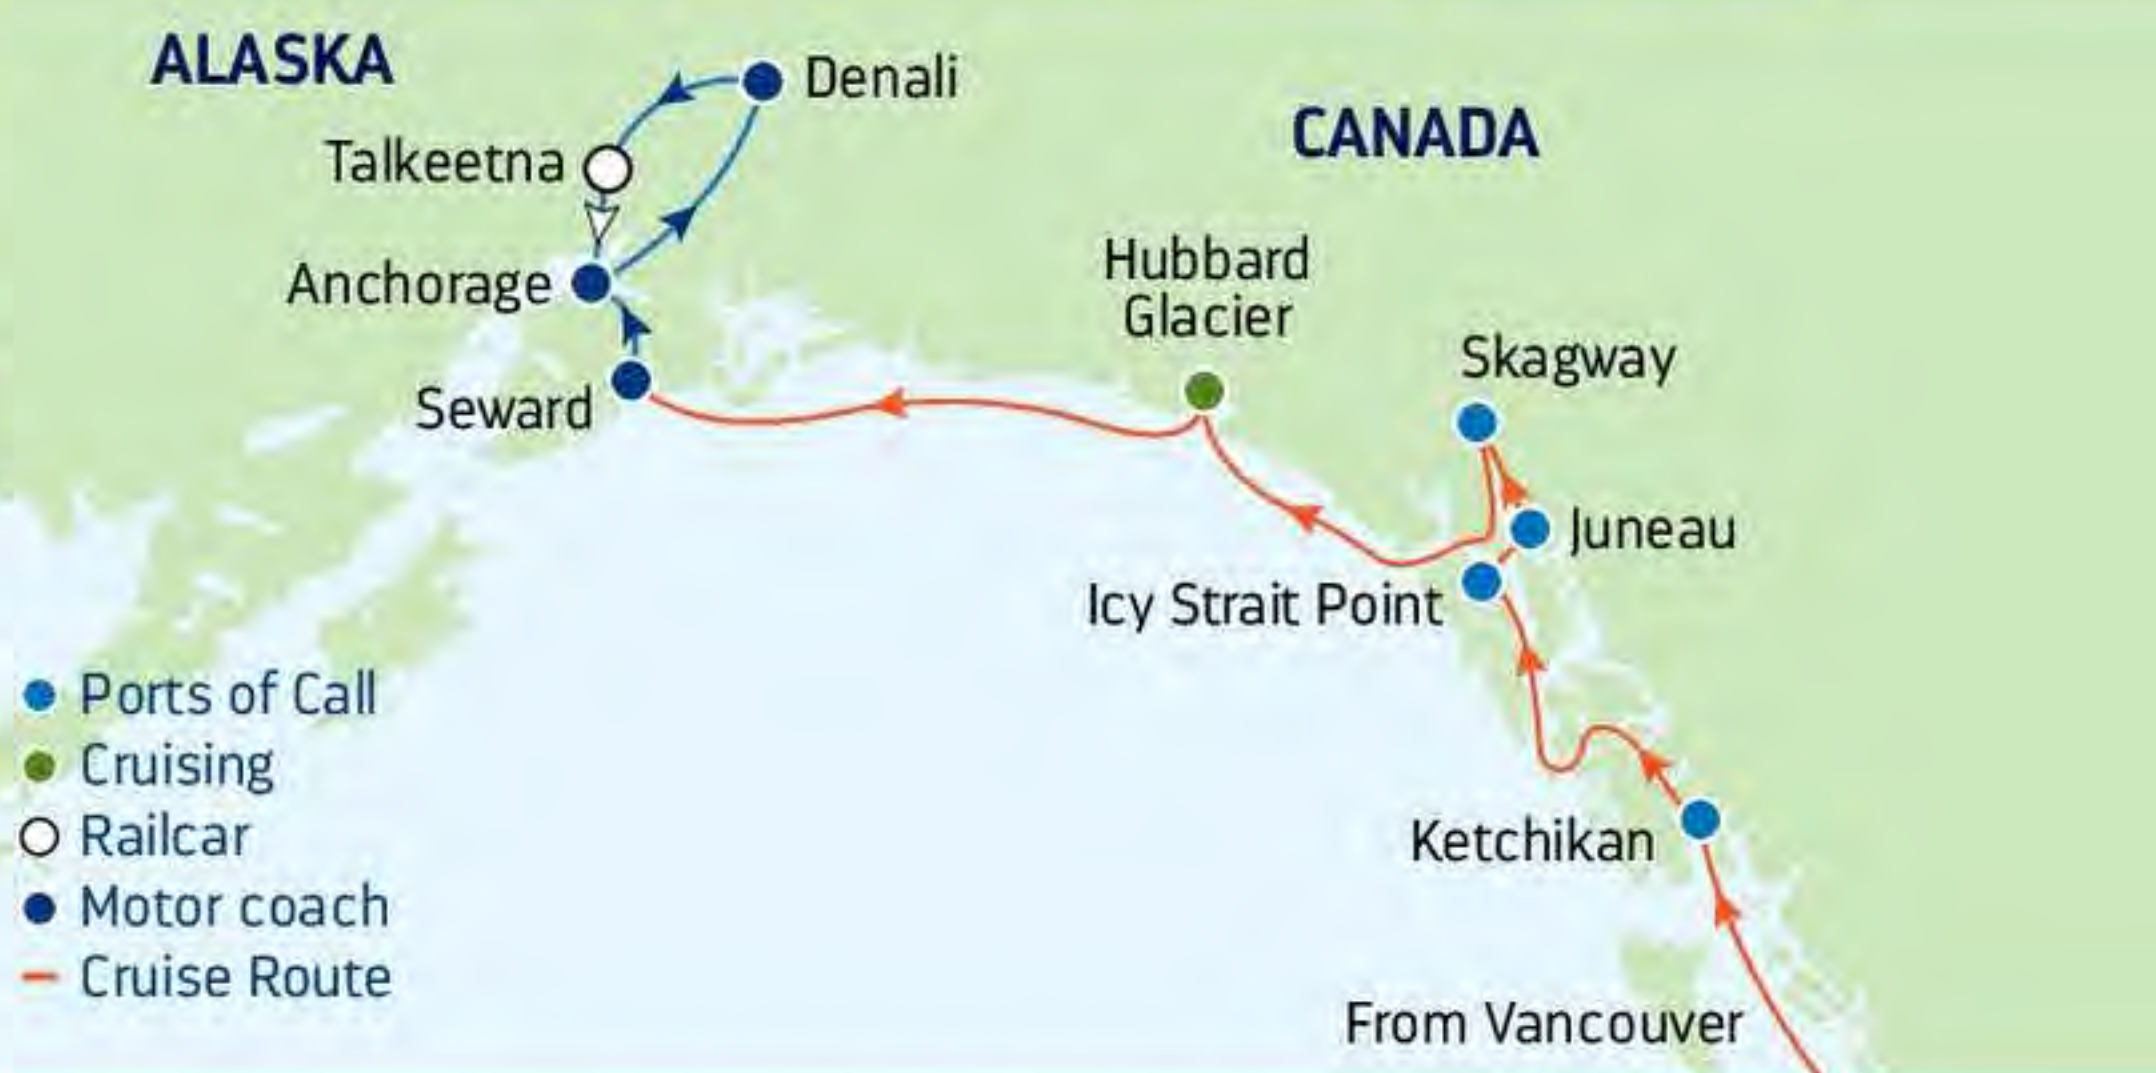 ALASKA
Denali
CANADA
Talkeetna
Hubbard
Glacier
Anchorage
Skagway
Seward
Juneau
Icy Strait Point
Ports of Call
Cruising
Railcar
Ketchikan
Motor coach
Cruise Route
From Vancouver